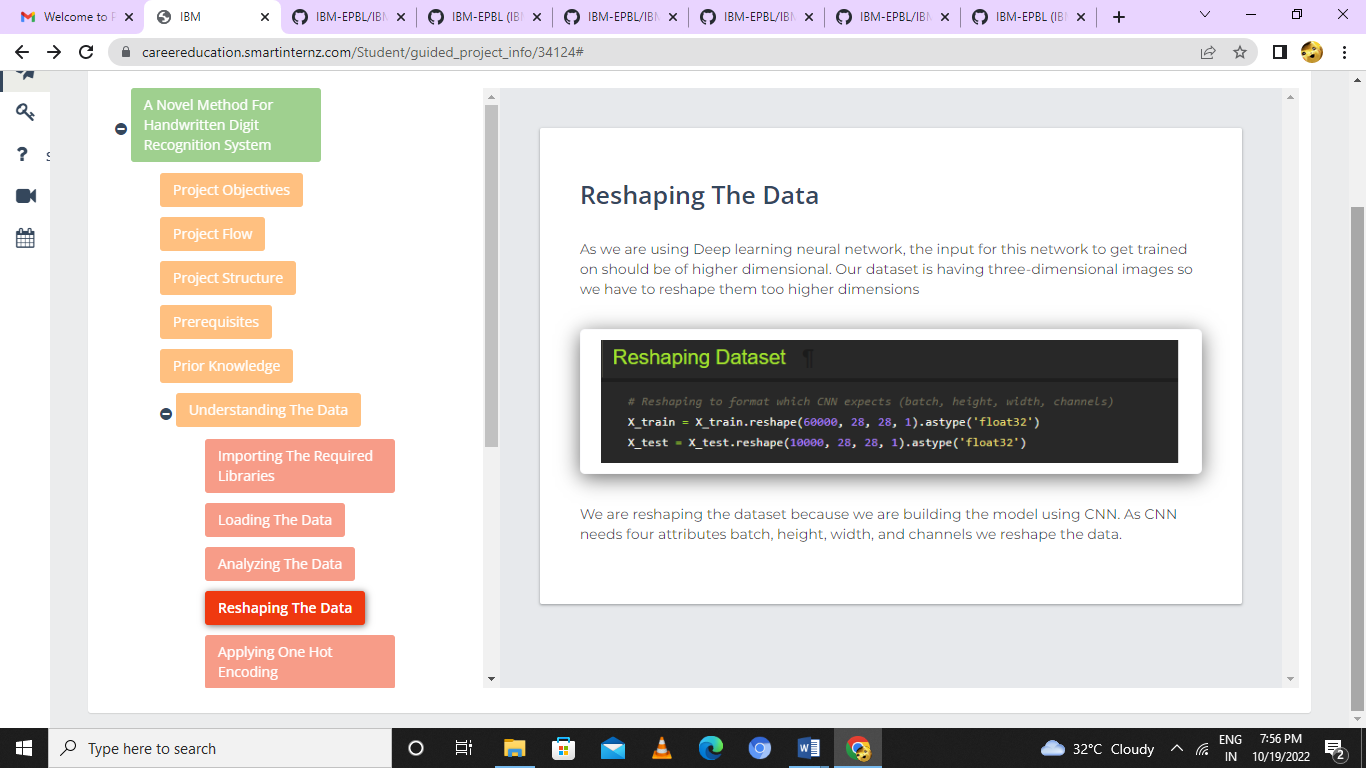 Welcome to P
IBM
IBM-EPBL/IBM
IBM-EPBL (IBM
IBM-EPBL/IBM
IBM-EPBL/IBM
IBM-EPBL/IBM
IBM-EPBL (IBM
careereducation.smartinternz.com/Student/guided_project_info/34124#
A Novel Method For
Handwritten Digit
Recognition System
Project Objectives
Project Flow
Project Structure
Prerequisites
Prior Knowledge
Understanding The Data
Importing The Required
Libraries
Loading The Data
Analyzing The Data
Reshaping The Data
Applying One Hot
Encoding
Reshaping The Data
As we are using Deep learning neural network, the input for this network to get trained
on should be of higher dimensional. Our dataset is having three-dimensional images so
we have to reshape them too higher dimensions
Reshaping Dataset ¶
# Reshaping to format which CNN expects (batch, height, width, channels)
X_train = X_train.reshape(60000, 28, 28, 1).astype('float32')
X_test = X_test.reshape(10000, 28, 28, 1).astype('float32')
We are reshaping the dataset because we are building the model using CNN. As CNN
needs four attributes batch, height, width, and channels we reshape the data.
Type here to search
32°C Cloudy
ENG
IN
7:56 PM
10/19/2022
2